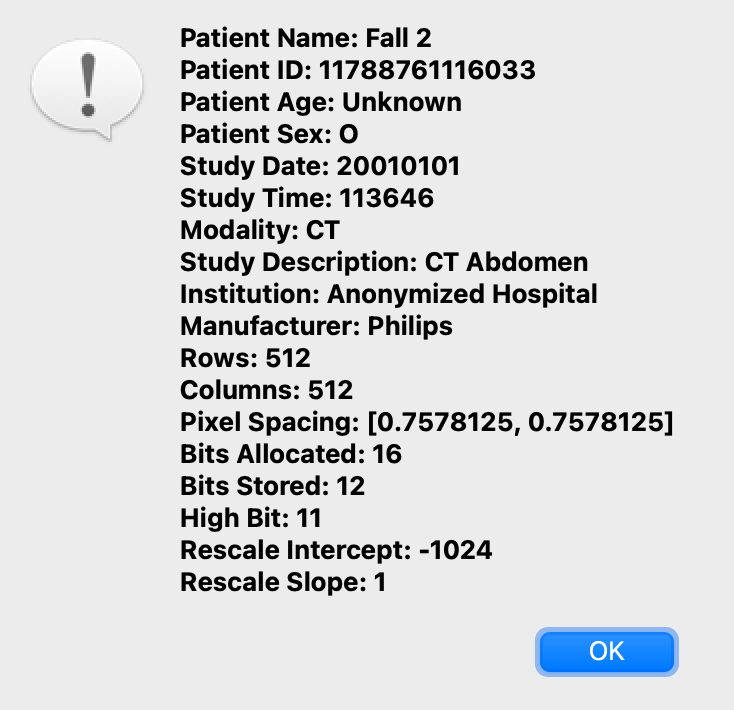 Patient Name: Fall 2
Patient ID: 11788761116033
Patient Age: Unknown
Patient Sex: O
Study Date: 20010101
Study Time: 113646
Modality: CT
Study Description: CT Abdomen
Institution: Anonymized Hospital
Manufacturer: Philips
Rows: 512
Columns: 512
Pixel Spacing: [0.7578125, 0.7578125]
Bits Allocated: 16
Bits Stored: 12
High Bit: 11
Rescale Intercept: -1024
Rescale Slope: 1
OK